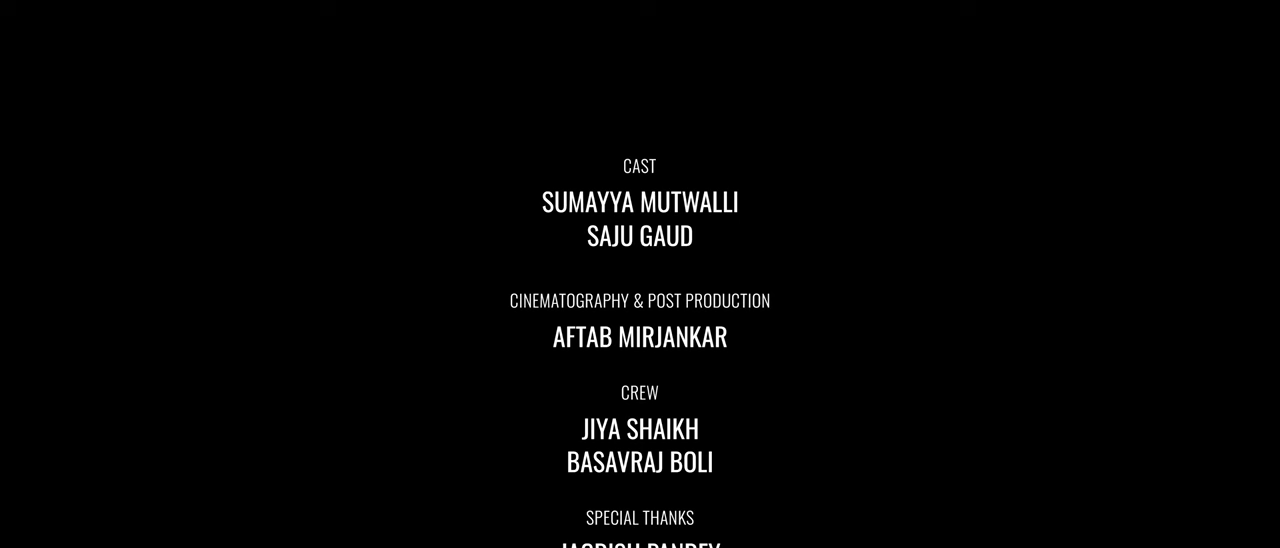 CAST
SUMAYYA MUTWALLI
SAJU GAUD
CINEMATOGRAPHY & POST PRODUCTION
AFTAB MIRJANKAR
CREW
JIYA SHAIKH
BASAVRAJ BOLI
SPECIAL THANKS